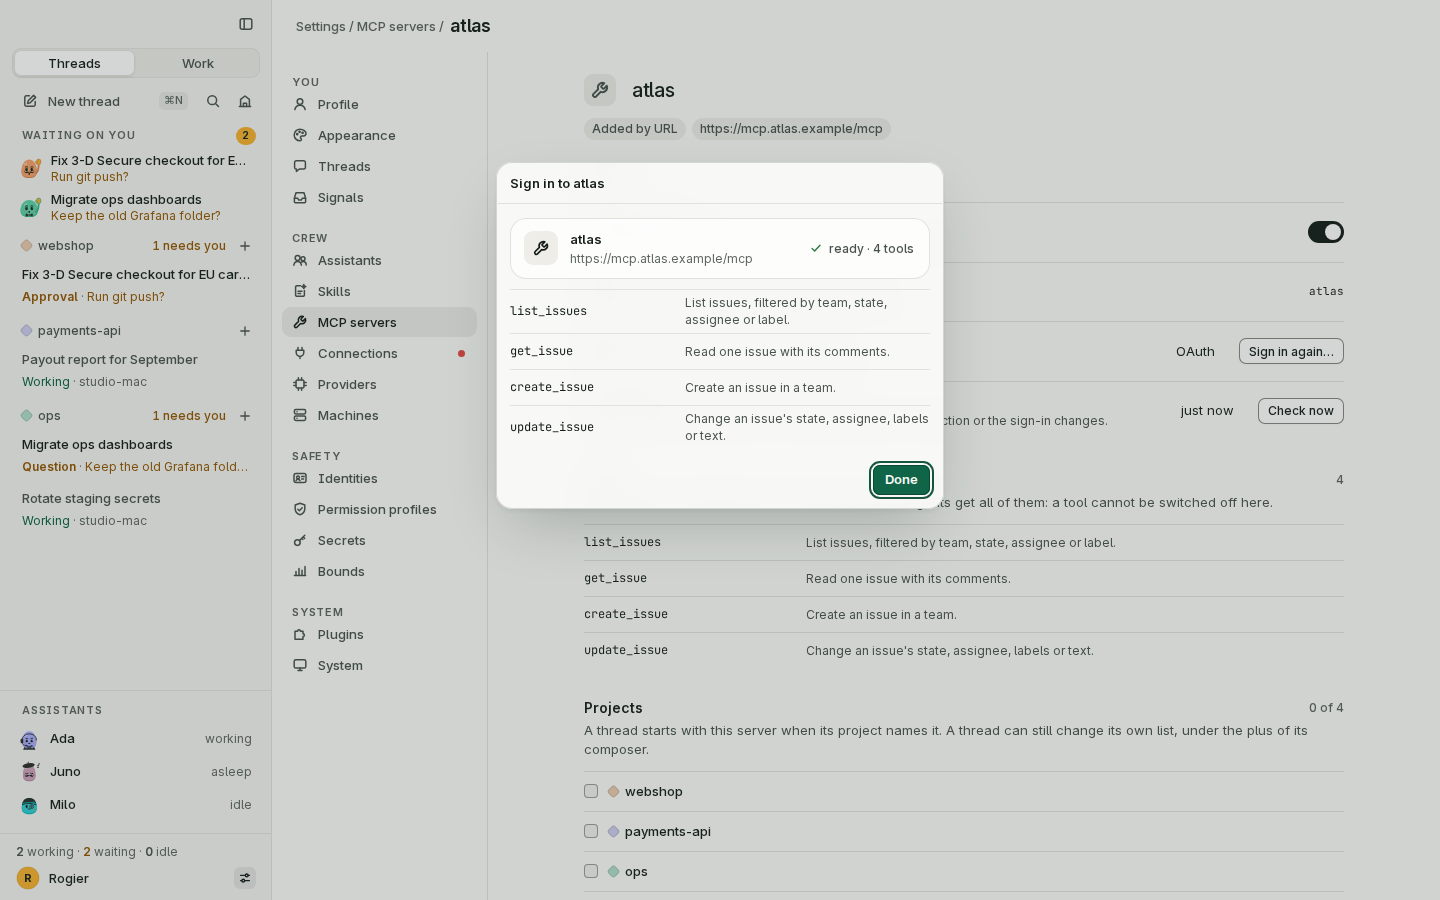 Threads
Work
New thread
⌘N
WAITING ON YOU
2
Fix 3-D Secure checkout for E...
Run git push?
Migrate ops dashboards
Keep the old Grafana folder?
webshop
1 needs you
Fix 3-D Secure checkout for EU car...
Approval · Run git push?
payments-api
Payout report for September
Working · studio-mac
ops
1 needs you
Migrate ops dashboards
Question · Keep the old Grafana fold...
Rotate staging secrets
Working · studio-mac
ASSISTANTS
Ada
working
Juno
asleep
Milo
idle
2 working · 2 waiting · 0 idle
R
Rogier
Settings / MCP servers / atlas
YOU
Profile
Appearance
Threads
Signals
CREW
Assistants
Skills
MCP servers
Connections
Providers
Machines
SAFETY
Identities
Permission profiles
Secrets
Bounds
SYSTEM
Plugins
System
atlas
Added by URL
https://mcp.atlas.example/mcp
atlas
OAuth
Sign in again...
just now
Check now
ction or the sign-in changes.
4
ts get all of them: a tool cannot be switched off here.
list_issues
List issues, filtered by team, state, assignee or label.
get_issue
Read one issue with its comments.
create_issue
Create an issue in a team.
update_issue
Change an issue's state, assignee, labels or text.
Projects
0 of 4
A thread starts with this server when its project names it. A thread can still change its own list, under the plus of its
composer.
webshop
payments-api
ops
Sign in to atlas
atlas
https://mcp.atlas.example/mcp
ready · 4 tools
list_issues
List issues, filtered by team, state,
assignee or label.
get_issue
Read one issue with its comments.
create_issue
Create an issue in a team.
update_issue
Change an issue's state, assignee, labels
or text.
Done